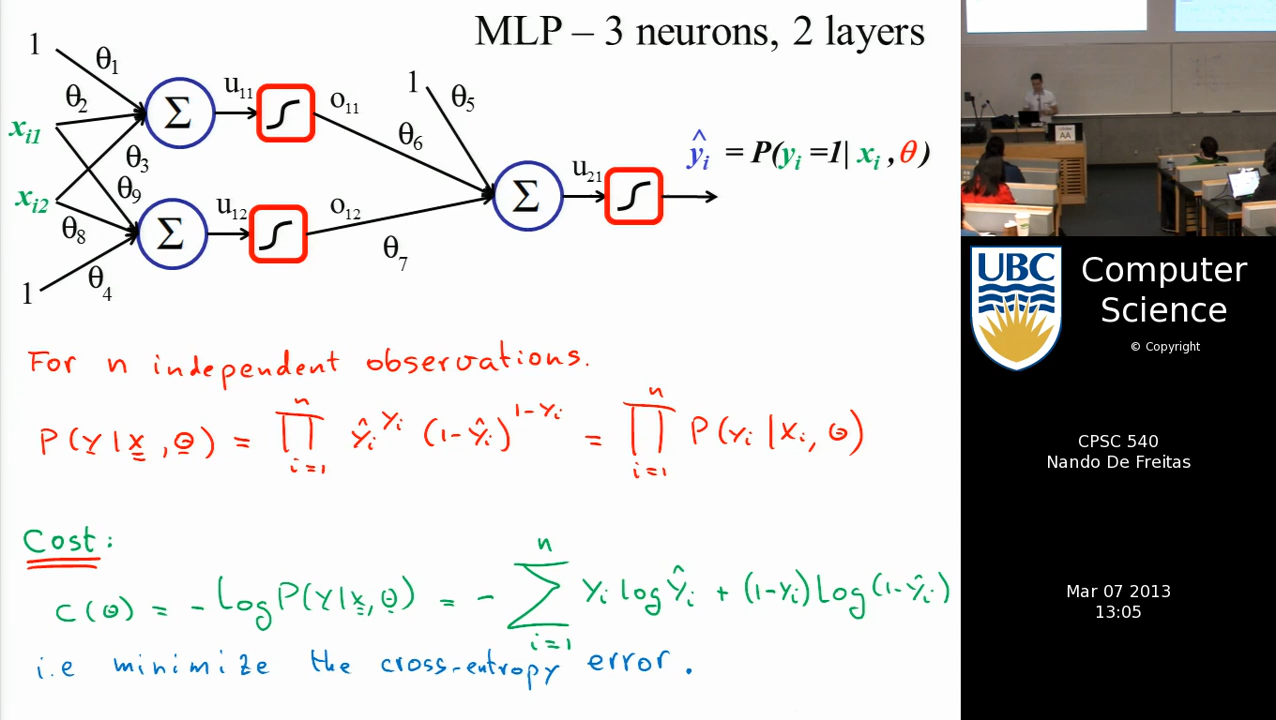 MLP – 3 neurons, 2 layers
1
θ1
θ2
xi1
θ3
θ9
xi2
θ8
1
θ4
Σ
u11
o11
Σ
u12
o12
1
θ5
θ6
θ7
Σ
u21
ŷi = P(yi =1| xi , θ)
For n independent observations.
P(Y|x, θ) = ∏ i=1 n ŷi^yi (1-ŷi)^1-yi = ∏ i=1 n P(yi | xi, θ)
Cost:
C(θ) = - log P(Y|x, θ) = - ∑ i=1 n yi log ŷi + (1-yi) log (1-ŷi)
i.e minimize the cross-entropy error.
UBC
Computer
Science
© Copyright
CPSC 540
Nando De Freitas
Mar 07 2013
13:05